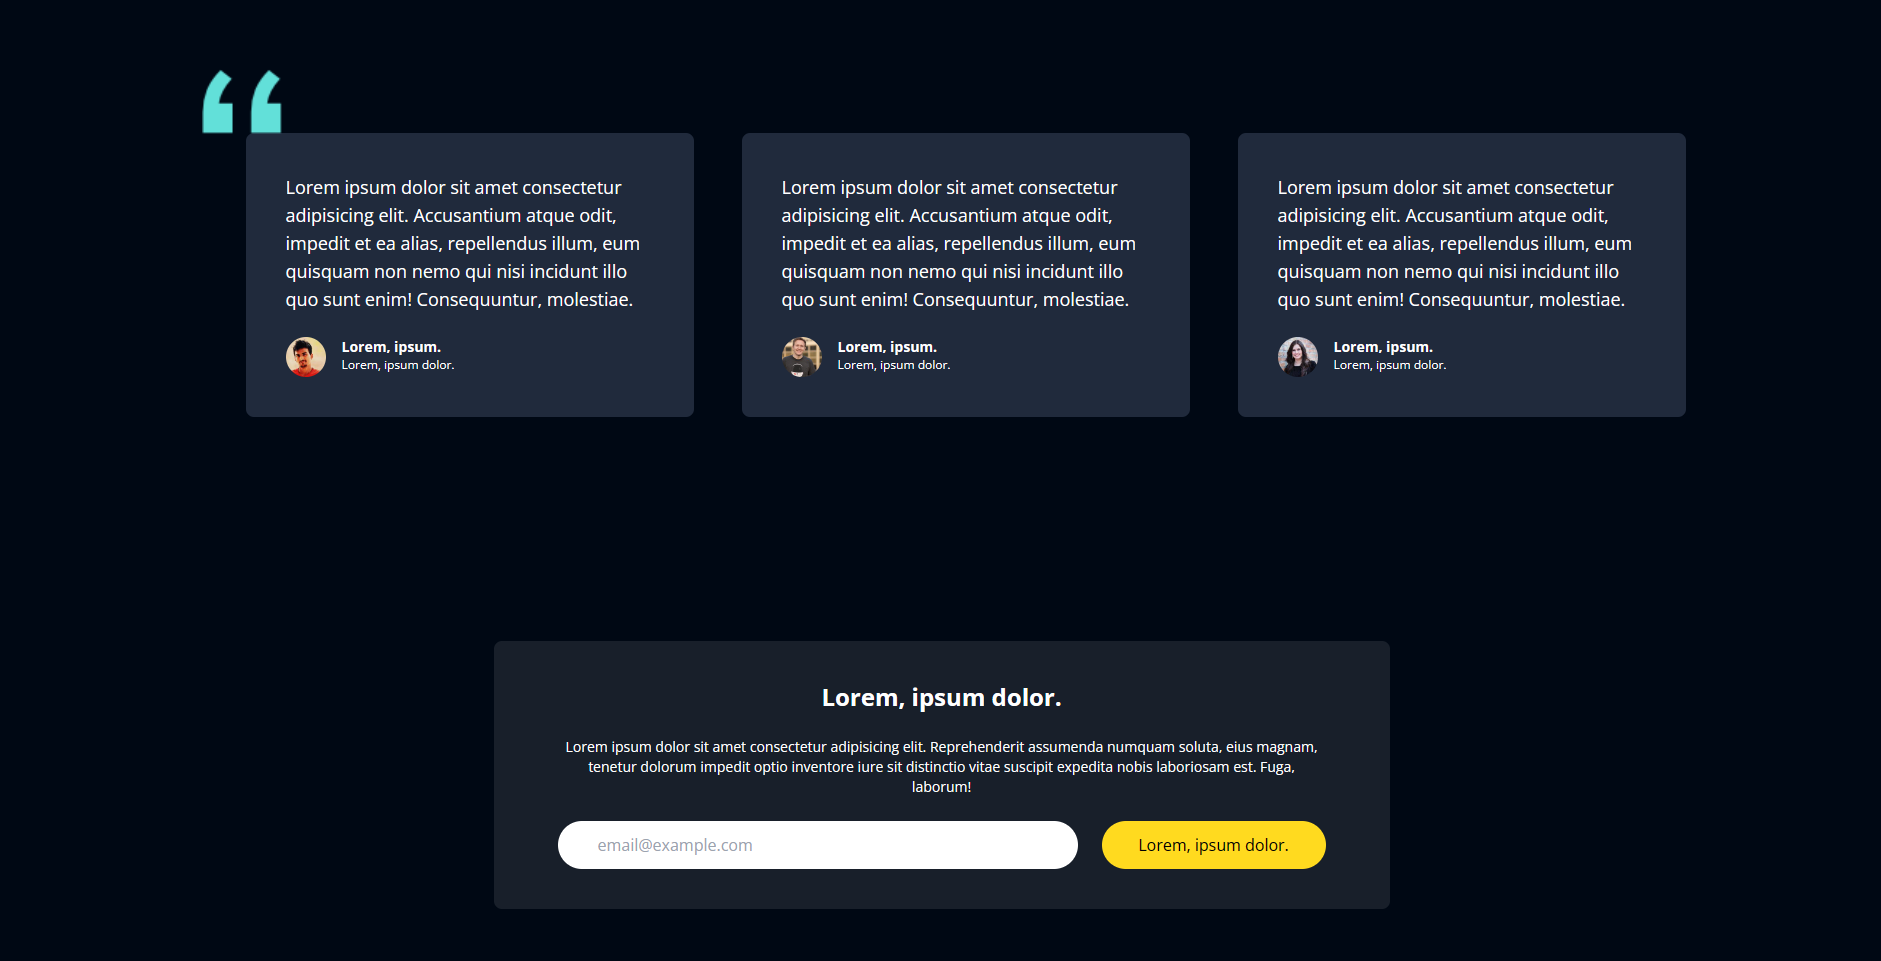 “
Lorem ipsum dolor sit amet consectetur
adipisicing elit. Accusantium atque odit,
impedit et ea alias, repellendus illum, eum
quisquam non nemo qui nisi incidunt illo
quo sunt enim! Consequuntur, molestiae.
Lorem, ipsum.
Lorem, ipsum dolor.
Lorem ipsum dolor sit amet consectetur
adipisicing elit. Accusantium atque odit,
impedit et ea alias, repellendus illum, eum
quisquam non nemo qui nisi incidunt illo
quo sunt enim! Consequuntur, molestiae.
Lorem, ipsum.
Lorem, ipsum dolor.
Lorem ipsum dolor sit amet consectetur
adipisicing elit. Accusantium atque odit,
impedit et ea alias, repellendus illum, eum
quisquam non nemo qui nisi incidunt illo
quo sunt enim! Consequuntur, molestiae.
Lorem, ipsum.
Lorem, ipsum dolor.
Lorem, ipsum dolor.
Lorem ipsum dolor sit amet consectetur adipisicing elit. Reprehenderit assumenda numquam soluta, eius magnam,
tenetur dolorum impedit optio inventore iure sit distinctio vitae suscipit expedita nobis laboriosam est. Fuga,
laborum!
email@example.com
Lorem, ipsum dolor.